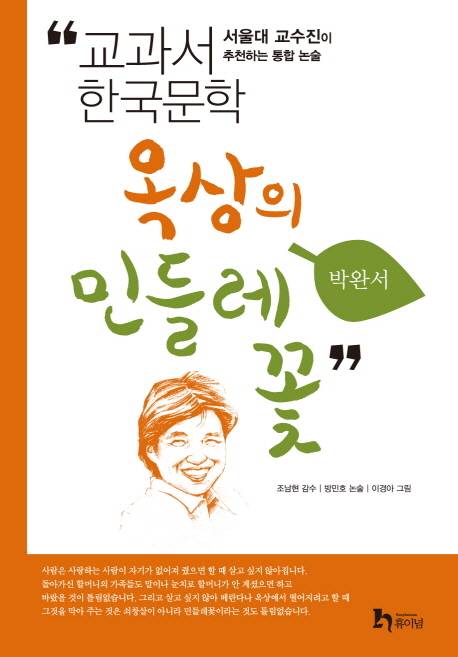 “교과서
한국문학
서울대 교수진이
추천하는 통합 논술
옥상의
민들레
꽃”
박완서
조남현 감수 | 방민호 논술 | 이경아 그림
사람은 사랑하는 사람이 자기가 없어져 줬으면 할 때 살고 싶지 않아집니다.
돌아가신 할머니의 가족들도 말이나 눈치로 할머니가 안 계셨으면 하고
바랐을 것이 틀림없습니다. 그리고 살고 싶지 않아 베란다나 옥상에서 떨어지려고 할 때
그것을 막아 주는 것은 쇠창살이 아니라 민들레꽃이라는 것도 틀림없습니다.
휴이넘